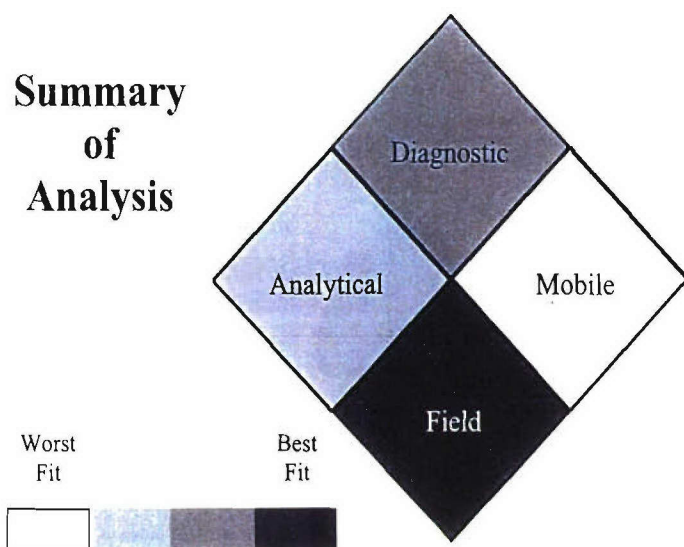 Summary
of
Analysis
Diagnostic
Analytical
Mobile
Field
Worst
Fit
Best
Fit